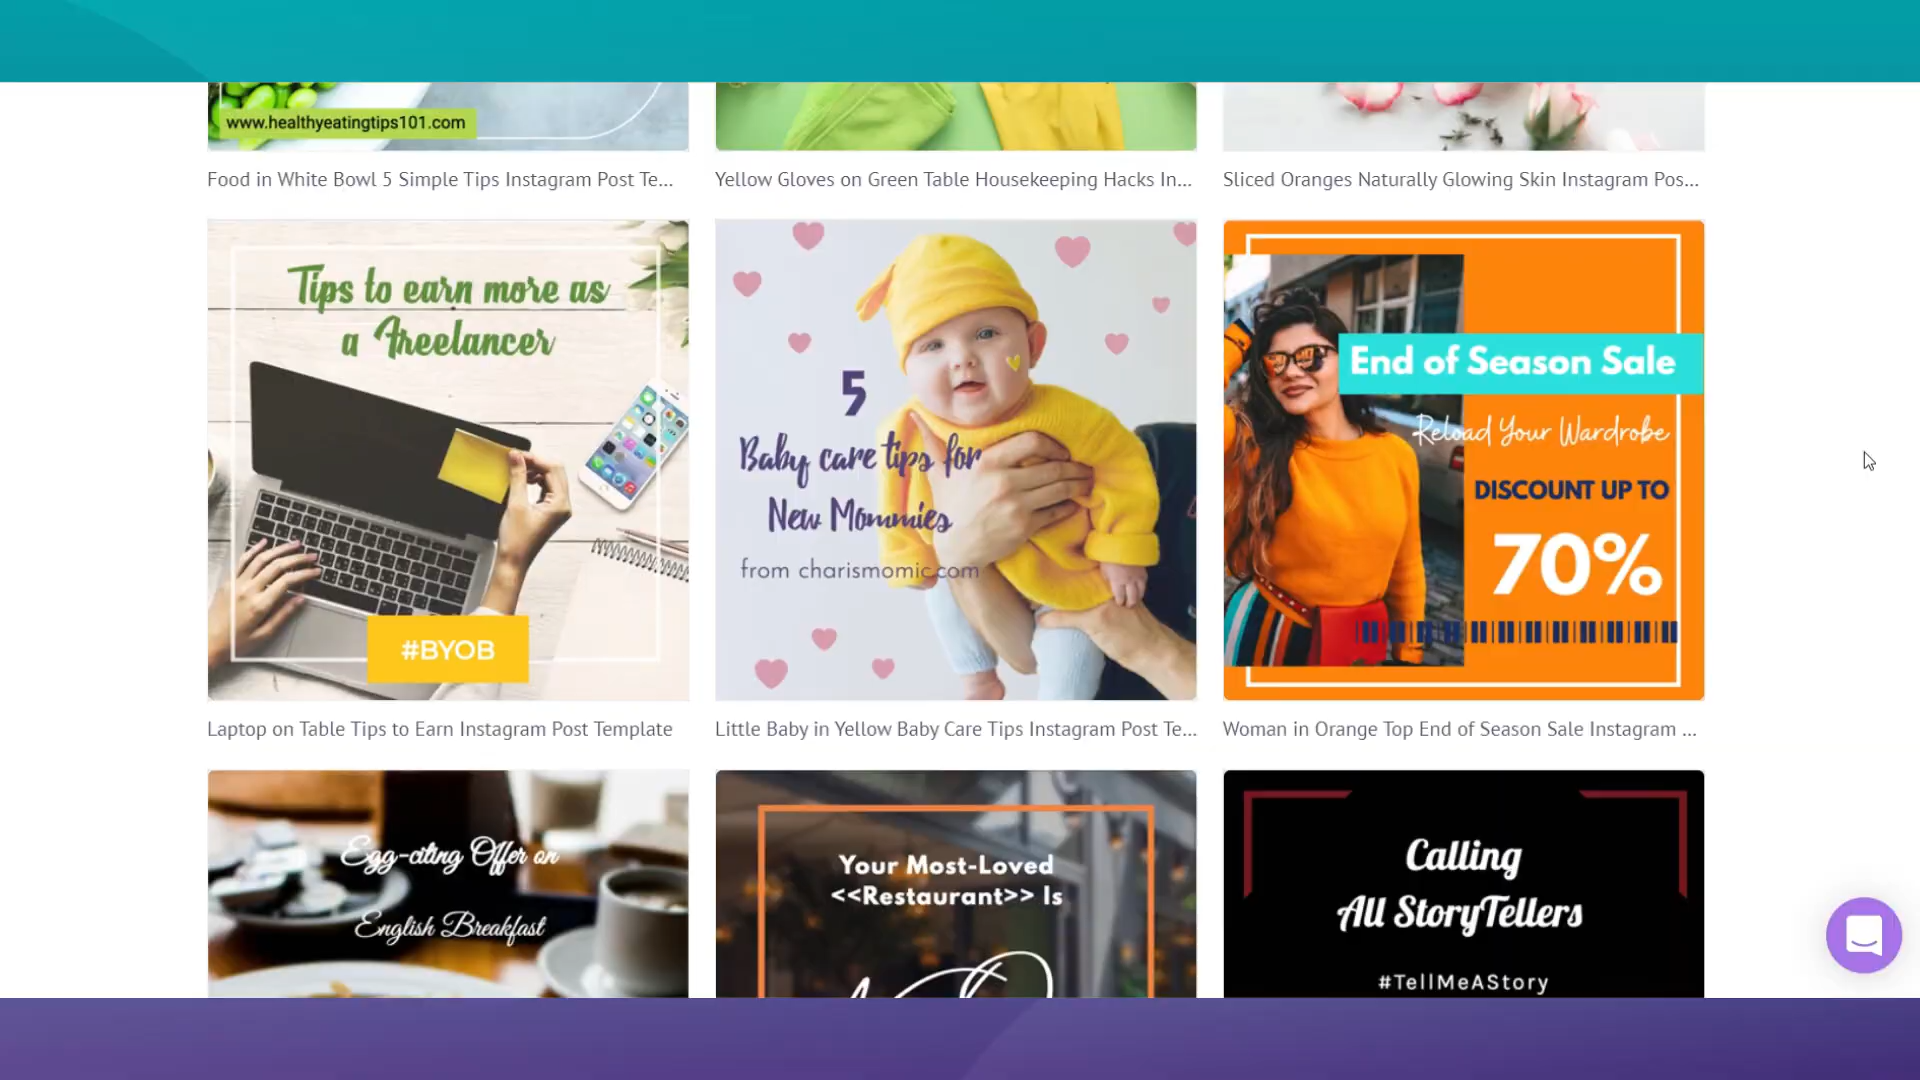 www.healthyeatingtips101.com
Food in White Bowl 5 Simple Tips Instagram Post Te...
Yellow Gloves on Green Table Housekeeping Hacks In...
Sliced Oranges Naturally Glowing Skin Instagram Pos...
Tips to earn more as
a Freelancer
#BYOB
5
Baby care tips for
New Mommies
from charismomic.com
End of Season Sale
Reload Your Wardrobe
DISCOUNT UP TO
70%
Laptop on Table Tips to Earn Instagram Post Template
Little Baby in Yellow Baby Care Tips Instagram Post Te...
Woman in Orange Top End of Season Sale Instagram ...
Egg-citing Offer on
English Breakfast
Your Most-Loved
<<Restaurant>> Is
Calling
All StoryTellers
#TellMeAStory